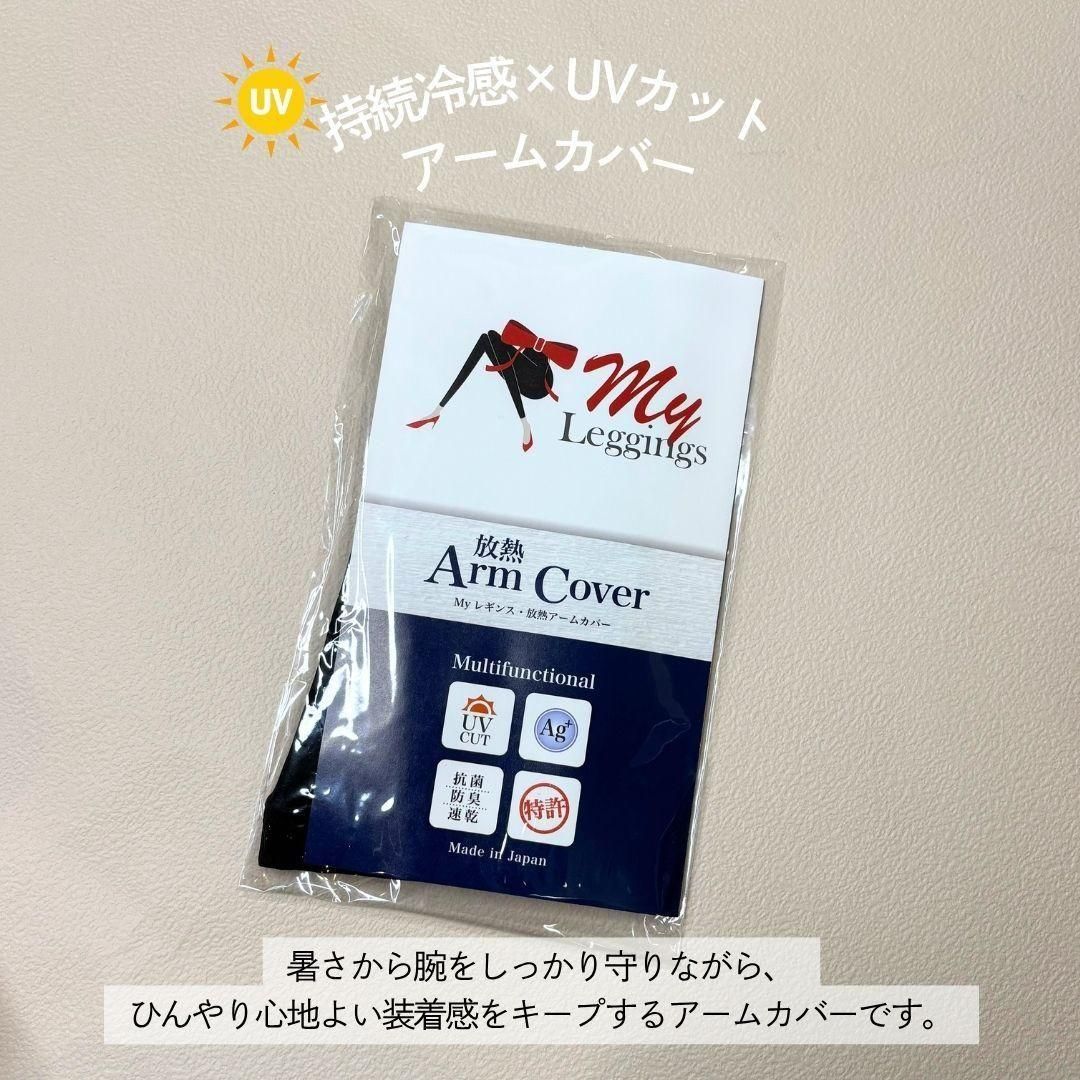 UV
持続冷感×UVカット
アームカバー
My
Leggings
放熱
Arm Cover
My レギンス・放熱アームカバー
Multifunctional
UV
CUT
Ag+
抗菌
防臭
速乾
特許
Made in Japan
暑さから腕をしっかり守りながら、
ひんやり心地よい装着感をキープするアームカバーです。